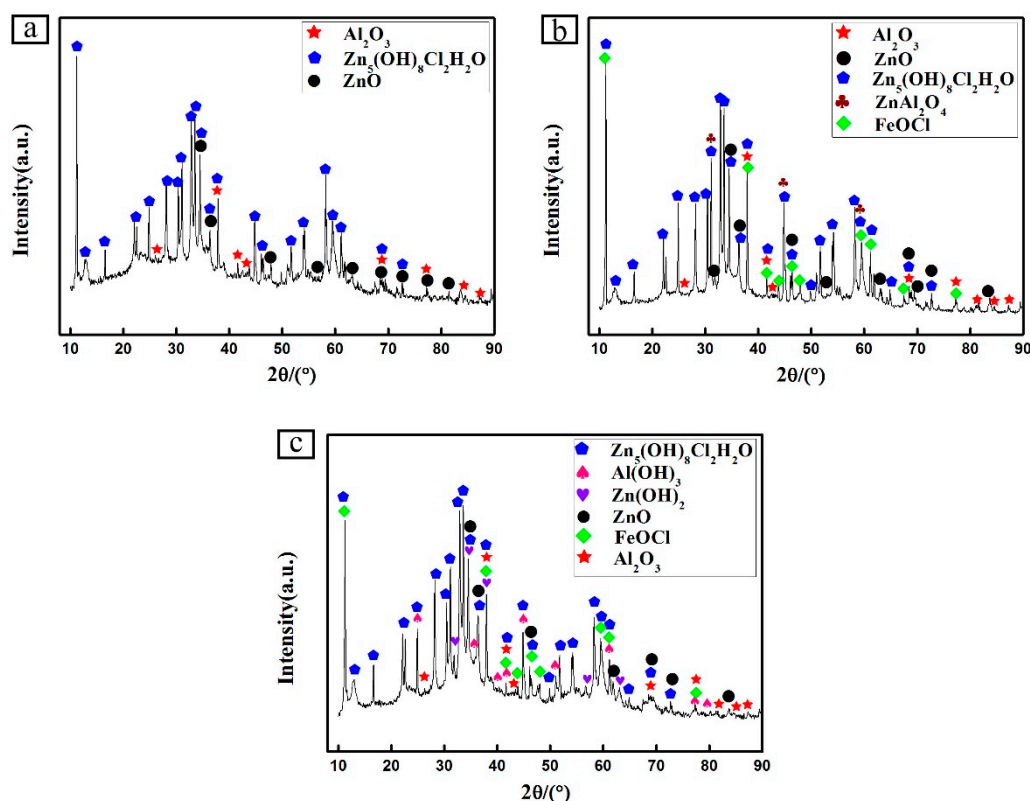 a
Al₂O₃
Zn₅(OH)₈Cl₂H₂O
ZnO
Intensity(a.u.)
10 20 30 40 50 60 70 80 90
2θ/(°)
b
Al₂O₃
ZnO
Zn₅(OH)₈Cl₂H₂O
ZnAl₂O₄
FeOCl
Intensity(a.u.)
10 20 30 40 50 60 70 80 90
2θ/(°)
c
Zn₅(OH)₈Cl₂H₂O
Al(OH)₃
Zn(OH)₂
ZnO
FeOCl
Al₂O₃
Intensity(a.u.)
10 20 30 40 50 60 70 80 90
2θ/(°)